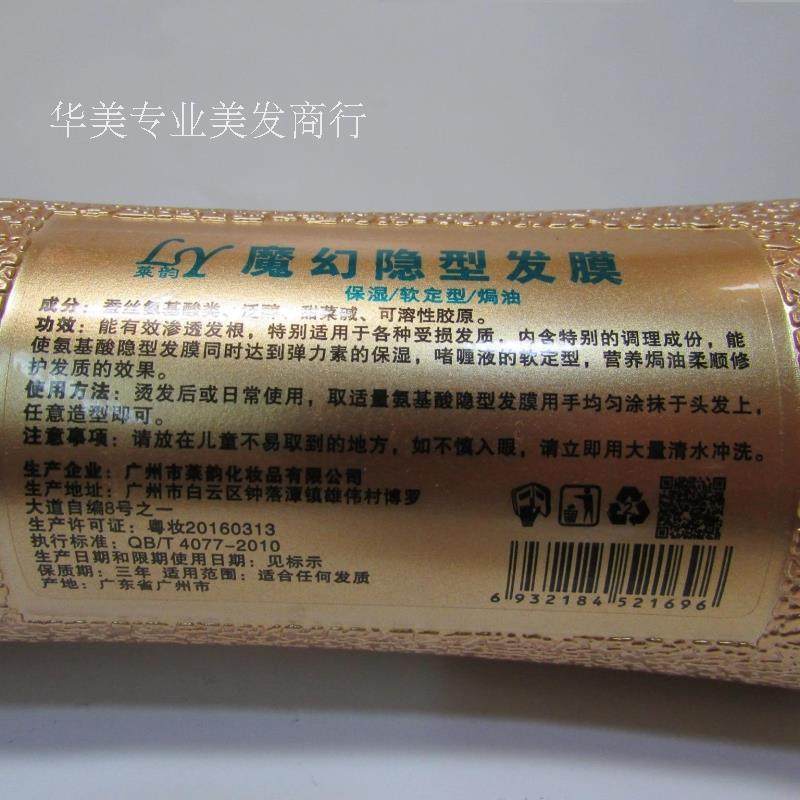 华美专业美发商行
莱韵 魔幻隐型发膜
保湿/软定型/焗油
成分：蚕丝氨基酸类、泛醇、甜菜碱、可溶性胶原。
功效：能有效渗透发根，特别适用于各种受损发质．内含特别的调理成份，能
使氨基酸隐型发膜同时达到弹力素的保湿，啫喱液的软定型，营养焗油柔顺修
护发质的效果。
使用方法：烫发后或日常使用，取适量氨基酸隐型发膜用手均匀涂抹于头发上，
任意造型即可。
注意事项：请放在儿童不易取到的地方，如不慎入眼，请立即用大量清水冲洗。
生产企业：广州市莱韵化妆品有限公司
生产地址：广州市白云区钟落潭镇雄伟村博罗
大道自编8号之一
生产许可证：粤妆20160313
执行标准：QB/T 4077-2010
生产日期和限期使用日期：见标示
保质期：三年 适用范围：适合任何发质
产地：广东省广州市
6 932184 521696